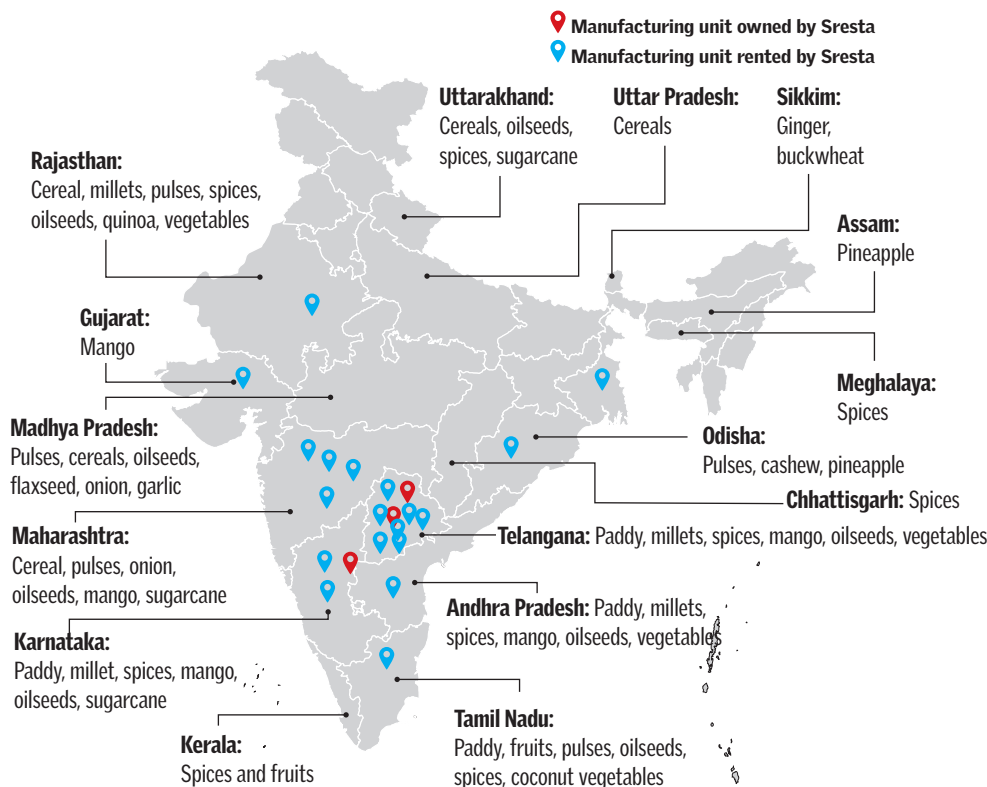 Manufacturing unit owned by Sresta
Manufacturing unit rented by Sresta
Uttarakhand:
Cereals, oilseeds,
spices, sugarcane
Uttar Pradesh:
Cereals
Sikkim:
Ginger,
buckwheat
Rajasthan:
Cereal, millets, pulses, spices,
oilseeds, quinoa, vegetables
Assam:
Pineapple
Gujarat:
Mango
Meghalaya:
Spices
Madhya Pradesh:
Pulses, cereals, oilseeds,
flaxseed, onion, garlic
Odisha:
Pulses, cashew, pineapple
Chhattisgarh: Spices
Maharashtra:
Cereal, pulses, onion,
oilseeds, mango, sugarcane
Telangana: Paddy, millets, spices, mango, oilseeds, vegetables
Andhra Pradesh: Paddy, millets,
spices, mango, oilseeds, vegetables
Karnataka:
Paddy, millet, spices, mango,
oilseeds, sugarcane
Kerala:
Spices and fruits
Tamil Nadu:
Paddy, fruits, pulses, oilseeds,
spices, coconut vegetables